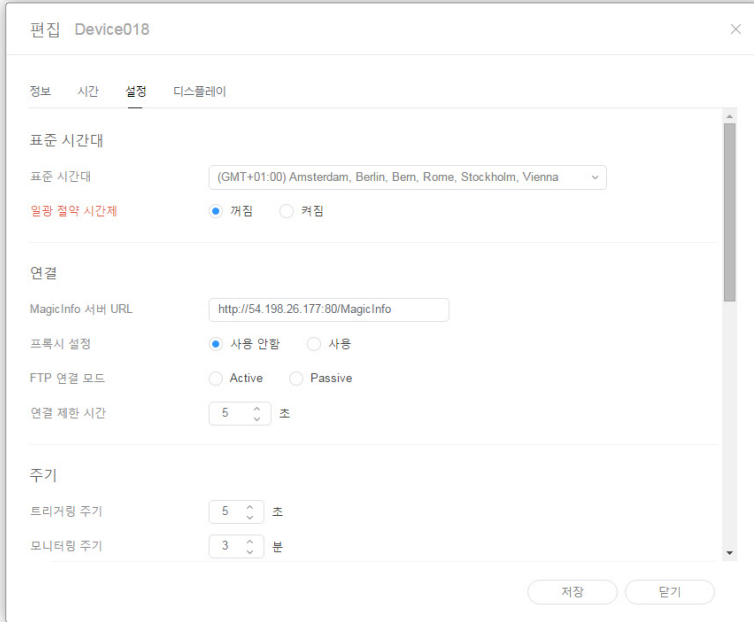 편집 Device018
정보 시간 설정 디스플레이
표준 시간대
표준 시간대 (GMT+01:00) Amsterdam, Berlin, Bern, Rome, Stockholm, Vienna
일광 절약 시간제 꺼짐 켜짐
연결
MagicInfo 서버 URL http://54.198.26.177:80/MagicInfo
프록시 설정 사용 안함 사용
FTP 연결 모드 Active Passive
연결 제한 시간 5 초
주기
트리거링 주기 5 초
모니터링 주기 3 분
저장 닫기